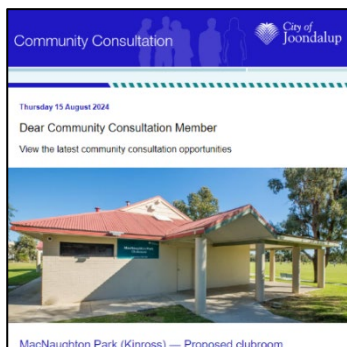 Community Consultation
City of
Joondalup
Thursday 15 August 2024
Dear Community Consultation Member
View the latest community consultation opportunities
MacNaughton Park (Kinross) — Proposed clubroom